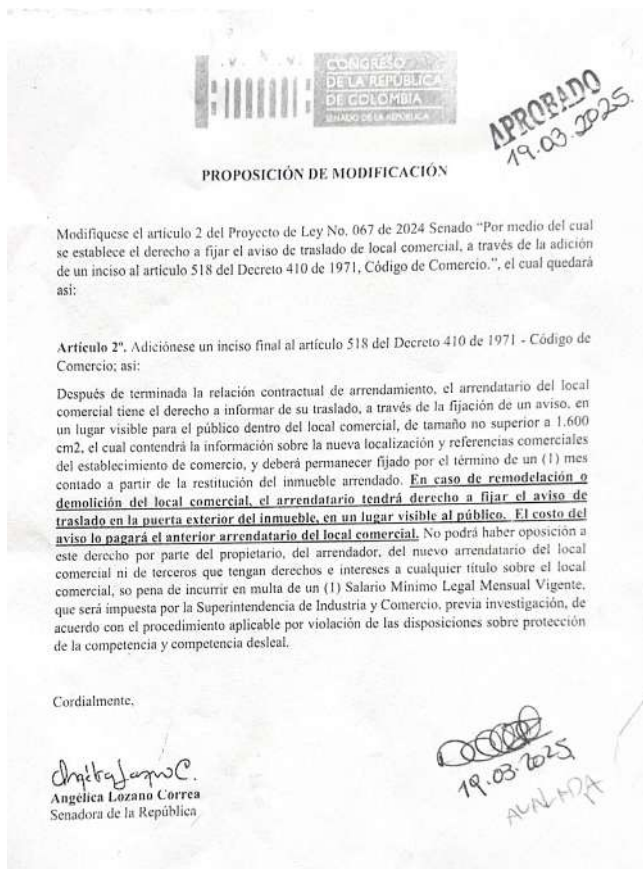 CONGRESO
DE LA REPÚBLICA
DE COLOMBIA
SENADO DE LA REPÚBLICA
APROBADO
19.03.2025.
PROPOSICIÓN DE MODIFICACIÓN
Modifíquese el artículo 2 del Proyecto de Ley No. 067 de 2024 Senado “Por medio del cual
se establece el derecho a fijar el aviso de traslado de local comercial, a través de la adición
de un inciso al artículo 518 del Decreto 410 de 1971, Código de Comercio.”, el cual quedará
así:
Artículo 2º. Adiciónese un inciso final al artículo 518 del Decreto 410 de 1971 - Código de
Comercio; así:
Después de terminada la relación contractual de arrendamiento, el arrendatario del local
comercial tiene el derecho a informar de su traslado, a través de la fijación de un aviso, en
un lugar visible para el público dentro del local comercial, de tamaño no superior a 1.600
cm2, el cual contendrá la información sobre la nueva localización y referencias comerciales
del establecimiento de comercio, y deberá permanecer fijado por el término de un (1) mes
contado a partir de la restitución del inmueble arrendado. En caso de remodelación o
demolición del local comercial, el arrendatario tendrá derecho a fijar el aviso de
traslado en la puerta exterior del inmueble, en un lugar visible al público. El costo del
aviso lo pagará el anterior arrendatario del local comercial. No podrá haber oposición a
este derecho por parte del propietario, del arrendador, del nuevo arrendatario del local
comercial ni de terceros que tengan derechos e intereses a cualquier título sobre el local
comercial, so pena de incurrir en multa de un (1) Salario Mínimo Legal Mensual Vigente,
que será impuesta por la Superintendencia de Industria y Comercio, previa investigación, de
acuerdo con el procedimiento aplicable por violación de las disposiciones sobre protección
de la competencia y competencia desleal.
Cordialmente,
Angélica Lozano C.
Angélica Lozano Correa
Senadora de la República
19.03.2025
AVALADA